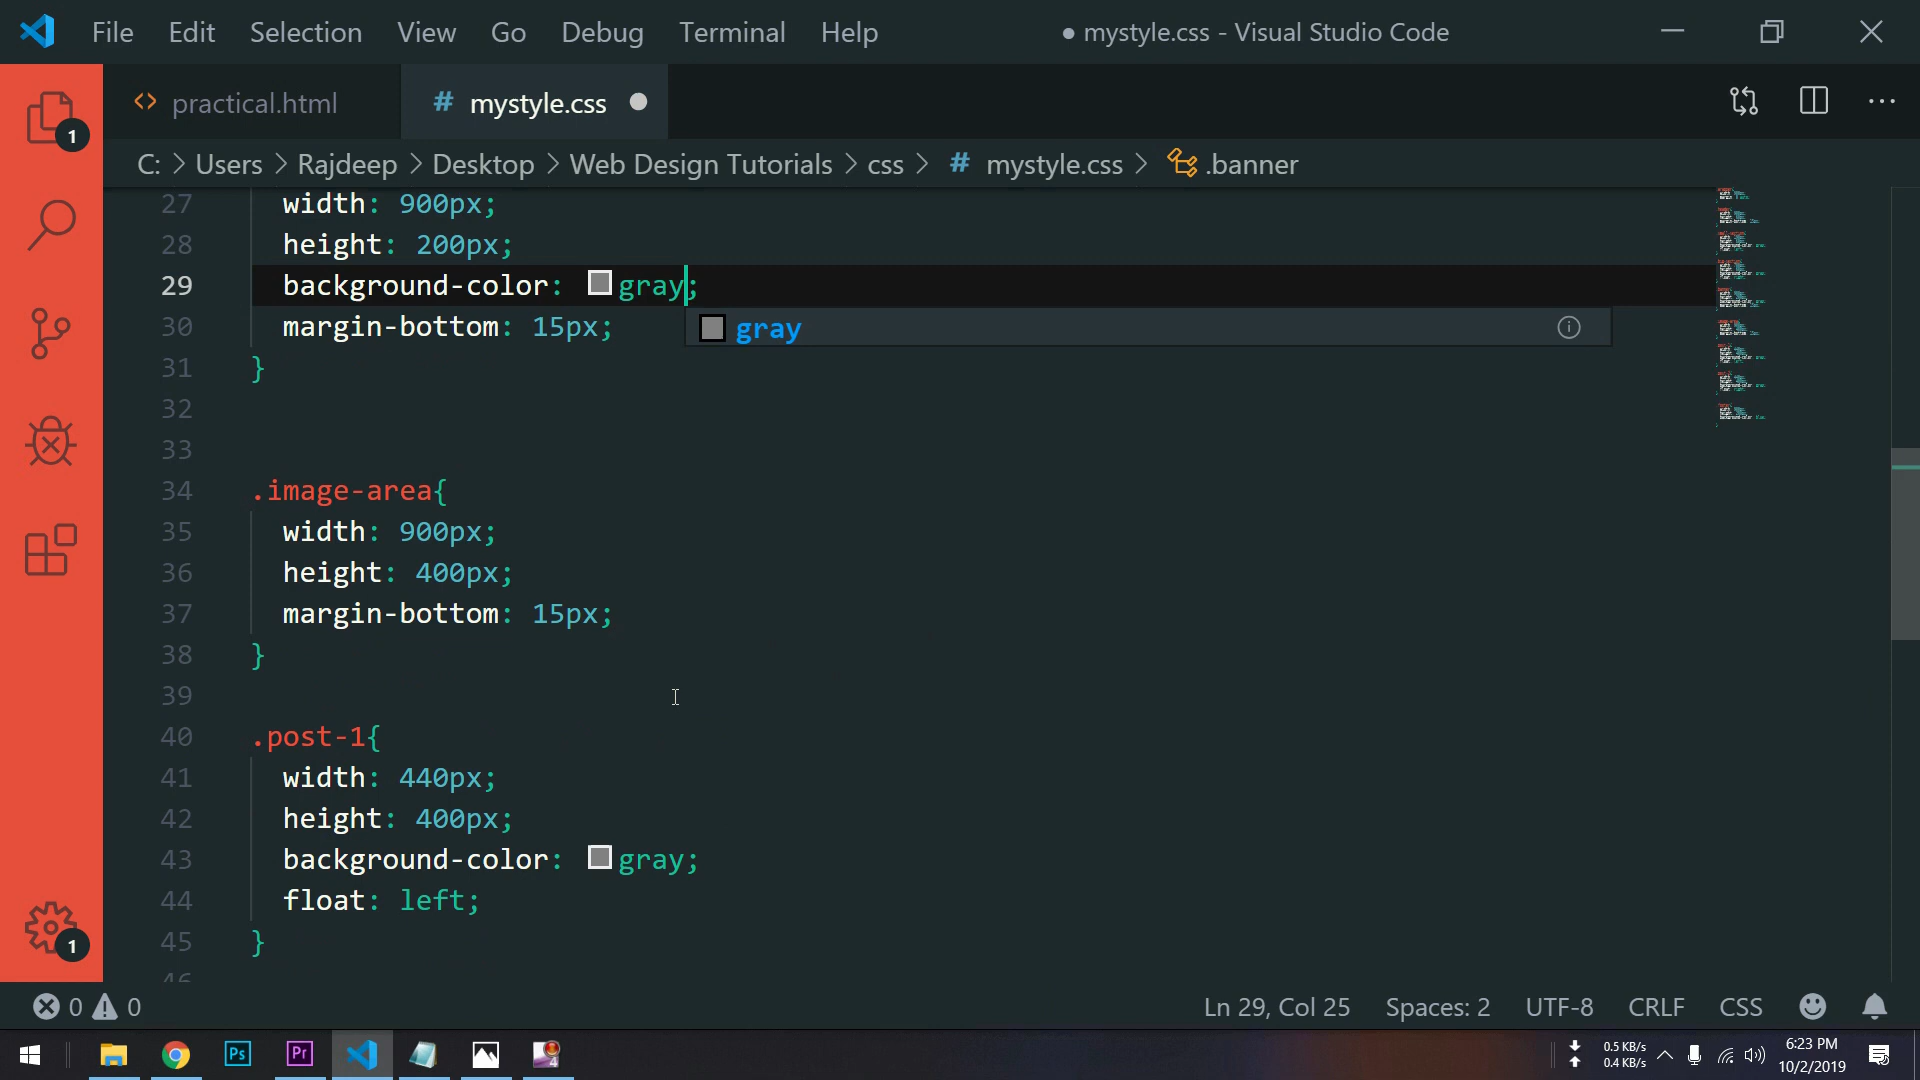 File Edit Selection View Go Debug Terminal Help ● mystyle.css - Visual Studio Code
practical.html # mystyle.css
C: > Users > Rajdeep > Desktop > Web Design Tutorials > css > # mystyle.css > .banner
27 width: 900px;
28 height: 200px;
29 background-color: gray;
30 margin-bottom: 15px;
gray
31 }
32
33
34 .image-area{
35 width: 900px;
36 height: 400px;
37 margin-bottom: 15px;
38 }
39
40 .post-1{
41 width: 440px;
42 height: 400px;
43 background-color: gray;
44 float: left;
45 }
46
1
1
0 0 Ln 29, Col 25 Spaces: 2 UTF-8 CRLF CSS
Ps Pr
0.5 KB/s
0.4 KB/s
6:23 PM
10/2/2019